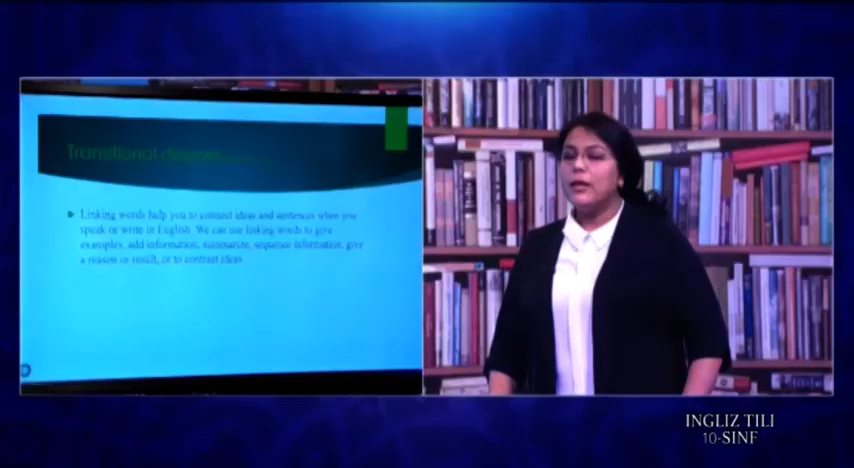 Transitional devices
Linking words help you to connect ideas and sentences when you
speak or write in English. We can use linking words to give
examples, add information, summarize, sequence information, give
a reason or result, or to contrast ideas
INGLIZ TILI
10-SINF